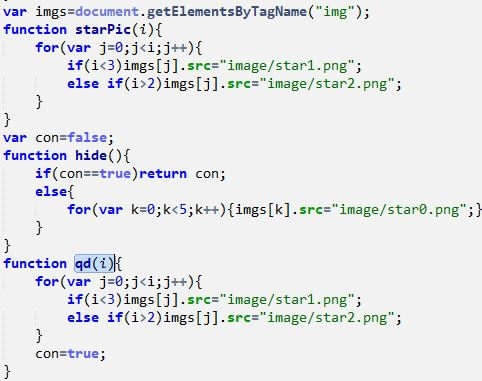 var imgs=document.getElementsByTagName("img");
function starPic(i){
    for(var j=0;j<i;j++){
        if(i<3)imgs[j].src="image/star1.png";
        else if(i>2)imgs[j].src="image/star2.png";
    }
}
var con=false;
function hide(){
    if(con==true)return con;
    else{
        for(var k=0;k<5;k++){imgs[k].src="image/star0.png";}
    }
}
function qd(i){
    for(var j=0;j<i;j++){
        if(i<3)imgs[j].src="image/star1.png";
        else if(i>2)imgs[j].src="image/star2.png";
    }
    con=true;
}